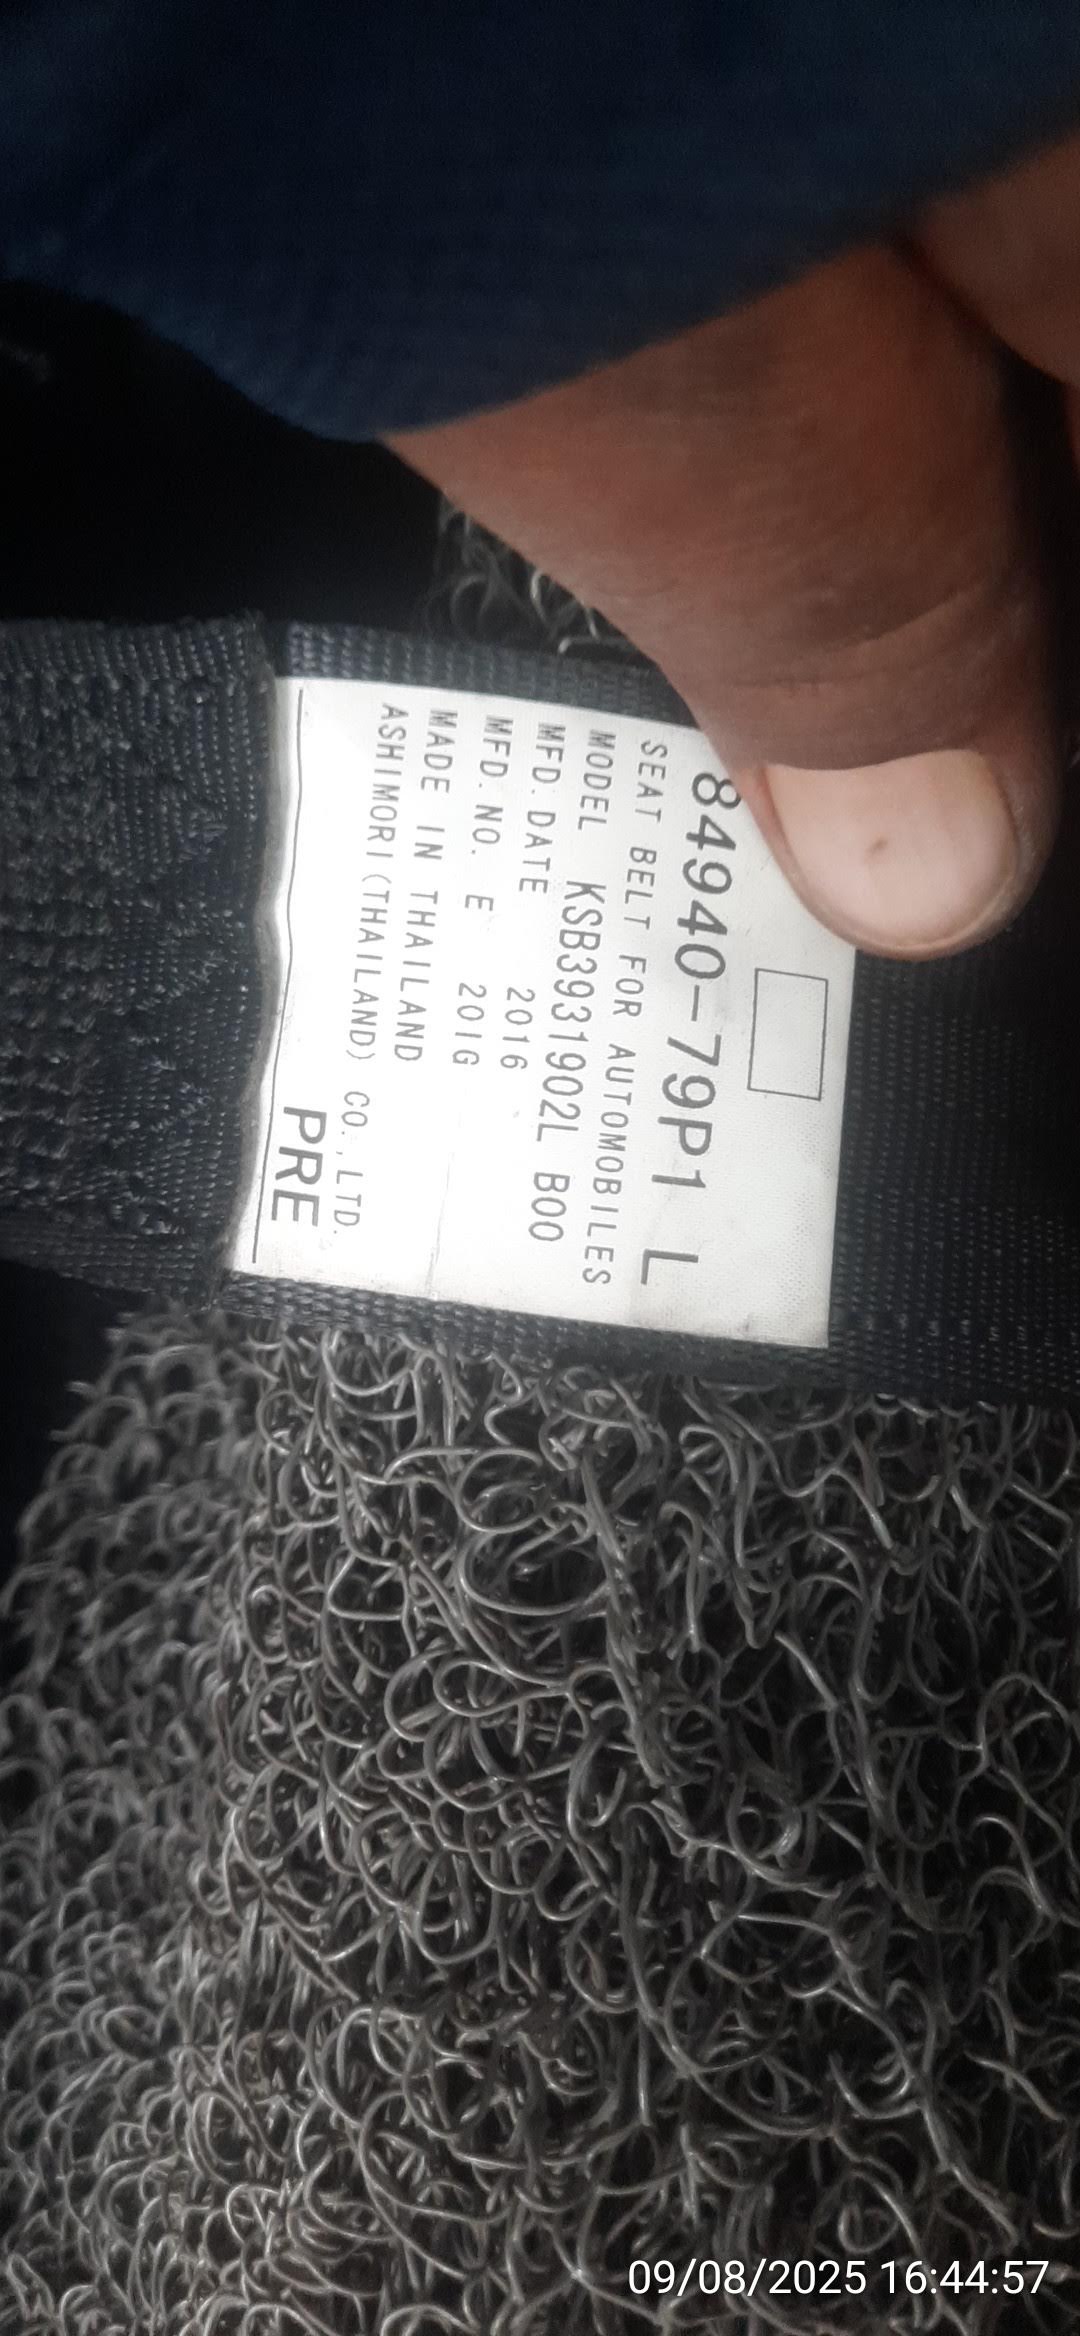 84940-79P1 L
SEAT BELT FOR AUTOMOBILES
MODEL KSB3931902L B00
MFD. DATE 2016
MFD. NO. E 201G
MADE IN THAILAND
ASHIMORI (THAILAND) CO., LTD.
PRE
09/08/2025 16:44:57